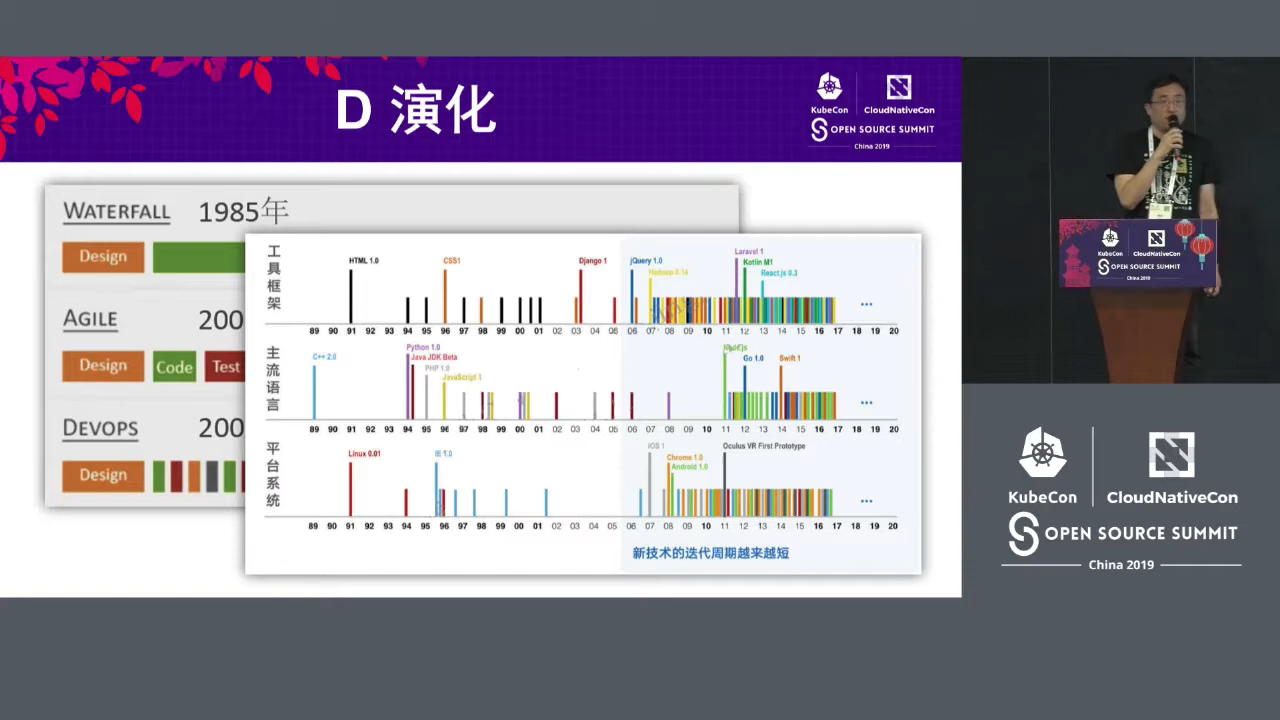 D 演化
KubeCon
CloudNativeCon
OPEN SOURCE SUMMIT
China 2019
WATERFALL 1985年
Design
AGILE 200
Design Code Test
DEVOPS 200
Design
工具框架
HTML 1.0
CSS1
Django 1
jQuery 1.0
Hadoop 0.14
Laravel 1
Kotlin M1
React.js 0.3
...
89 90 91 92 93 94 95 96 97 98 99 00 01 02 03 04 05 06 07 08 09 10 11 12 13 14 15 16 17 18 19 20
主流语言
C++ 2.0
Python 1.0
Java JDK Beta
PHP 1.0
JavaScript 1
Node.js
Go 1.0
Swift 1
...
89 90 91 92 93 94 95 96 97 98 99 00 01 02 03 04 05 06 07 08 09 10 11 12 13 14 15 16 17 18 19 20
平台系统
Linux 0.01
IE 1.0
iOS 1
Chrome 1.0
Android 1.0
Oculus VR First Prototype
...
89 90 91 92 93 94 95 96 97 98 99 00 01 02 03 04 05 06 07 08 09 10 11 12 13 14 15 16 17 18 19 20
新技术的迭代周期越来越短
KubeCon
CloudNativeCon
OPEN SOURCE SUMMIT
China 2019
KubeCon
CloudNativeCon
OPEN SOURCE SUMMIT
China 2019